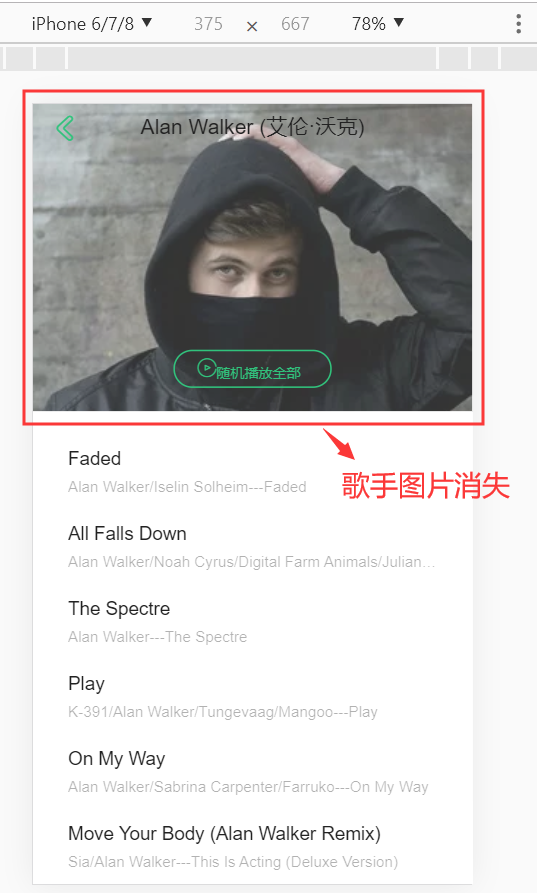 iPhone 6/7/8 ▼ 375 × 667 78% ▼
Alan Walker (艾伦·沃克)
随机播放全部
Faded
Alan Walker/Iselin Solheim---Faded
歌手图片消失
All Falls Down
Alan Walker/Noah Cyrus/Digital Farm Animals/Julian...
The Spectre
Alan Walker---The Spectre
Play
K-391/Alan Walker/Tungevaag/Mangoo---Play
On My Way
Alan Walker/Sabrina Carpenter/Farruko---On My Way
Move Your Body (Alan Walker Remix)
Sia/Alan Walker---This Is Acting (Deluxe Version)